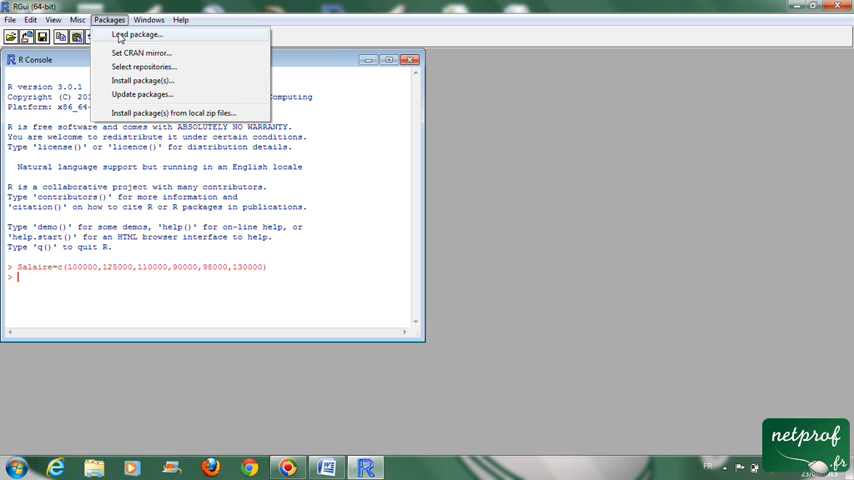 RGui (64-bit)
File Edit View Misc Packages Windows Help
Load package...
Set CRAN mirror...
Select repositories...
Install package(s)...
Update packages...
Install package(s) from local zip files...
R Console
R version 3.0.1
Copyright (C) 20 omputing
Platform: x86_64-
R is free software and comes with ABSOLUTELY NO WARRANTY.
You are welcome to redistribute it under certain conditions.
Type 'license()' or 'licence()' for distribution details.
Natural language support but running in an English locale
R is a collaborative project with many contributors.
Type 'contributors()' for more information and
'citation()' on how to cite R or R packages in publications.
Type 'demo()' for some demos, 'help()' for on-line help, or
'help.start()' for an HTML browser interface to help.
Type 'q()' to quit R.
> Salaire=c(100000,125000,110000,90000,98000,130000)
>
netprof
.fr
FR